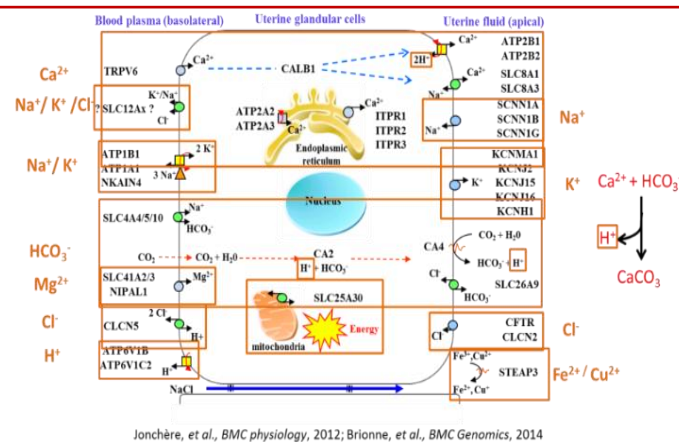 Blood plasma (basolateral)
Uterine glandular cells
Uterine fluid (apical)
Ca²⁺
TRPV6
Ca²⁺
CALB1
2H⁺
Ca²⁺
ATP2B1
ATP2B2
Ca²⁺
Na⁺
SLC8A1
SLC8A3
Na⁺/ K⁺ /Cl⁻
? SLC12Ax ?
K⁺/Na⁺
Cl⁻
ATP2A2
ATP2A3
Ca²⁺
Ca²⁺
ITPR1
ITPR2
ITPR3
Endoplasmic
reticulum
Na⁺
SCNN1A
SCNN1B
SCNN1G
Na⁺
Na⁺/ K⁺
ATP1B1
ATP1A1
NKAIN4
2 K⁺
3 Na⁺
Nucleus
K⁺
KCNMA1
KCNJ2
KCNJ15
KCNJ16
KCNH1
K⁺
Ca²⁺ + HCO₃⁻
H⁺
CaCO₃
SLC4A4/5/10
Na⁺
HCO₃⁻
HCO₃⁻
CO₂
CO₂ + H₂0
CA2
H⁺ + HCO₃⁻
CA4
CO₂ + H₂0
HCO₃⁻ + H⁺
Cl⁻
HCO₃⁻
SLC26A9
Mg²⁺
SLC41A2/3
NIPAL1
Mg²⁺
SLC25A30
Energy
mitochondria
Cl⁻
CLCN5
2 Cl⁻
H+
Cl⁻
CFTR
CLCN2
Cl⁻
H⁺
ATP6V1B
ATP6V1C2
H⁺
Fe³⁺,Cu²⁺
Fe²⁺, Cu⁺
STEAP3
Fe²⁺/ Cu²⁺
NaCl
Jonchère, et al., BMC physiology, 2012; Brionne, et al., BMC Genomics, 2014